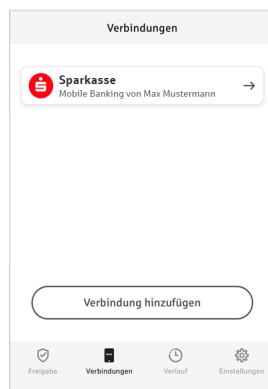 Verbindungen
Sparkasse
Mobile Banking von Max Mustermann
Verbindung hinzufügen
Freigabe Verbindungen Verlauf Einstellungen